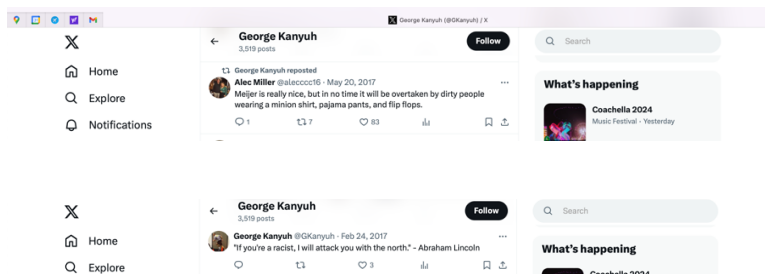 George Kanyuh (@GKanyuh) / X
George Kanyuh
3,519 posts
Follow
Search
Home
Explore
Notifications
George Kanyuh reposted
Alec Miller @alecccc16 · May 20, 2017
Meijer is really nice, but in no time it will be overtaken by dirty people
wearing a minion shirt, pajama pants, and flip flops.
1 7 83
What's happening
Coachella 2024
Music Festival · Yesterday
George Kanyuh
3,519 posts
Follow
Search
Home
Explore
George Kanyuh @GKanyuh · Feb 24, 2017
"If you're a racist, I will attack you with the north." - Abraham Lincoln
3
What's happening
Coachella 2024